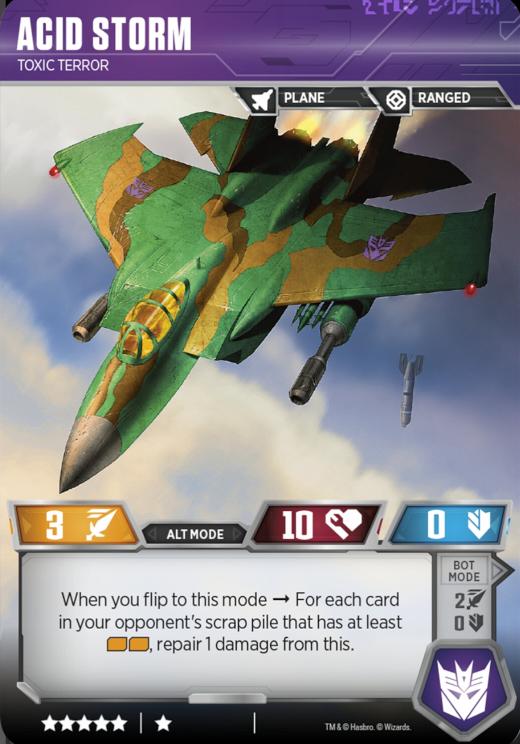 ACID STORM
TOXIC TERROR
PLANE
RANGED
3
ALT MODE
10
0
BOT
MODE
2
0
When you flip to this mode → For each card
in your opponent's scrap pile that has at least
, repair 1 damage from this.
TM & © Hasbro. © Wizards.